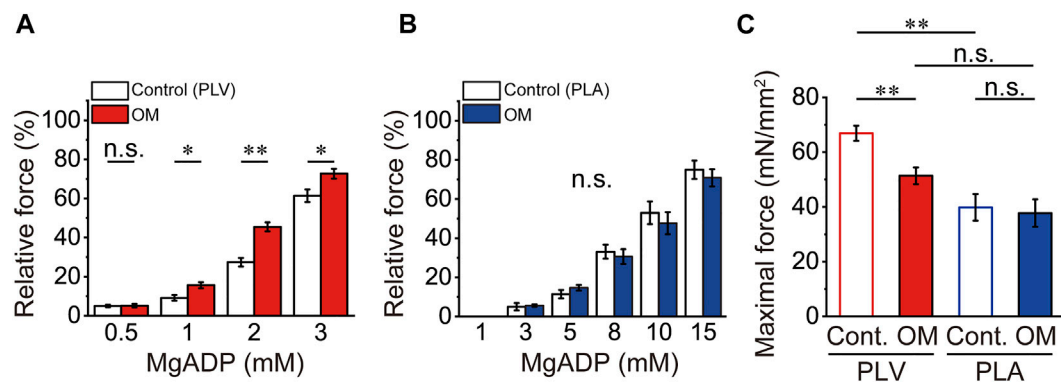 A
Control (PLV)
OM
Relative force (%)
100
80
60
40
20
0
n.s.
*
**
*
0.5 1 2 3
MgADP (mM)
B
Control (PLA)
OM
Relative force (%)
100
80
60
40
20
0
n.s.
1 3 5 8 10 15
MgADP (mM)
C
**
n.s.
**
n.s.
Maximal force (mN/mm²)
80
60
40
20
0
Cont. OM Cont. OM
PLV PLA